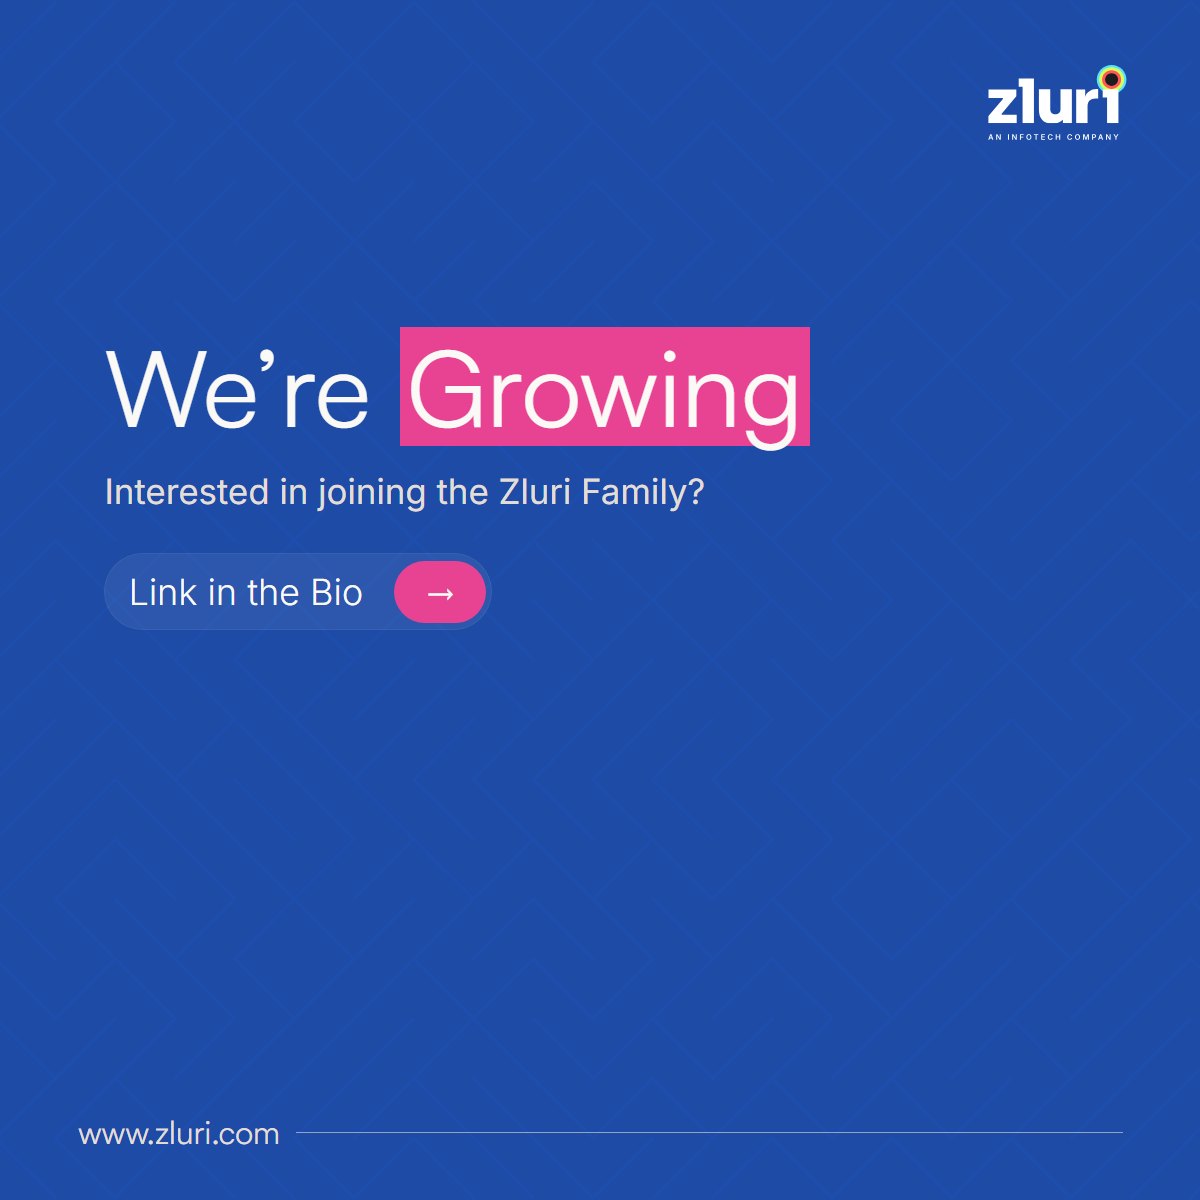 zluri
AN INFOTECH COMPANY
We’re Growing
Interested in joining the Zluri Family?
Link in the Bio →
www.zluri.com